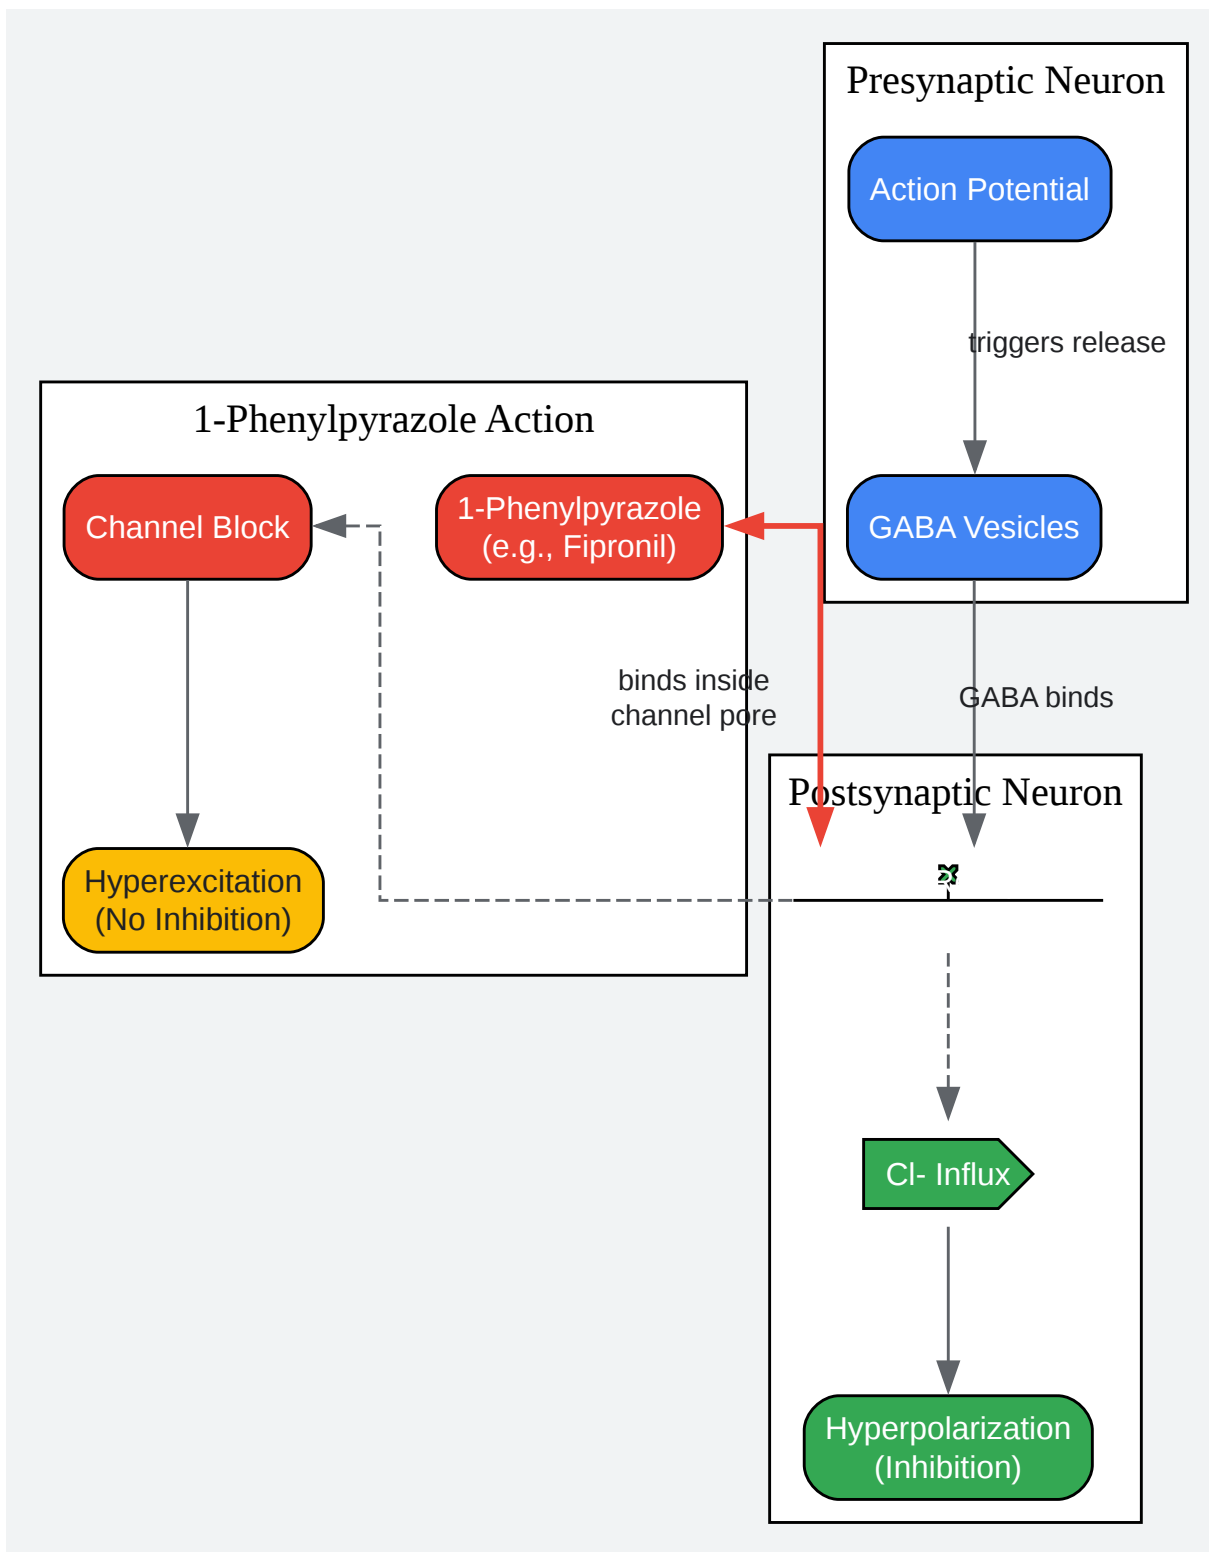 Presynaptic Neuron
Action Potential
triggers release
1-Phenylpyrazole Action
Channel Block
1-Phenylpyrazole
(e.g., Fipronil)
GABA Vesicles
binds inside
channel pore
GABA binds
Postsynaptic Neuron
Hyperexcitation
(No Inhibition)
Cl- Influx
Hyperpolarization
(Inhibition)